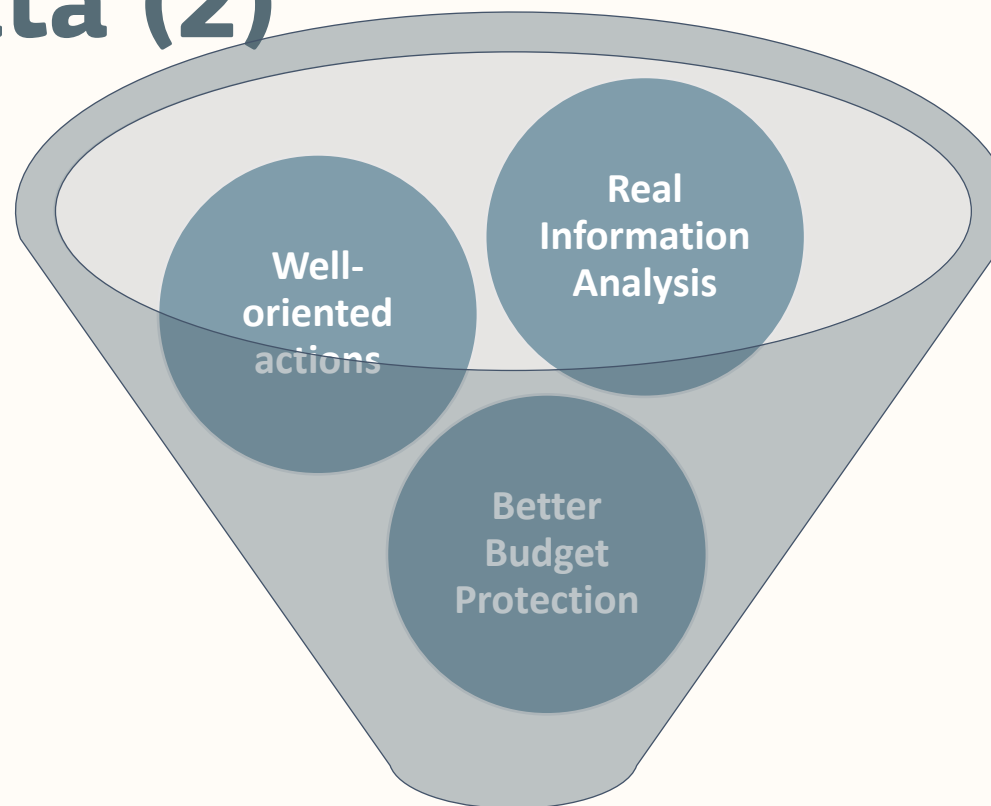 ta (2)
Real
Information
Analysis
Well-
oriented
actions
Better
Budget
Protection